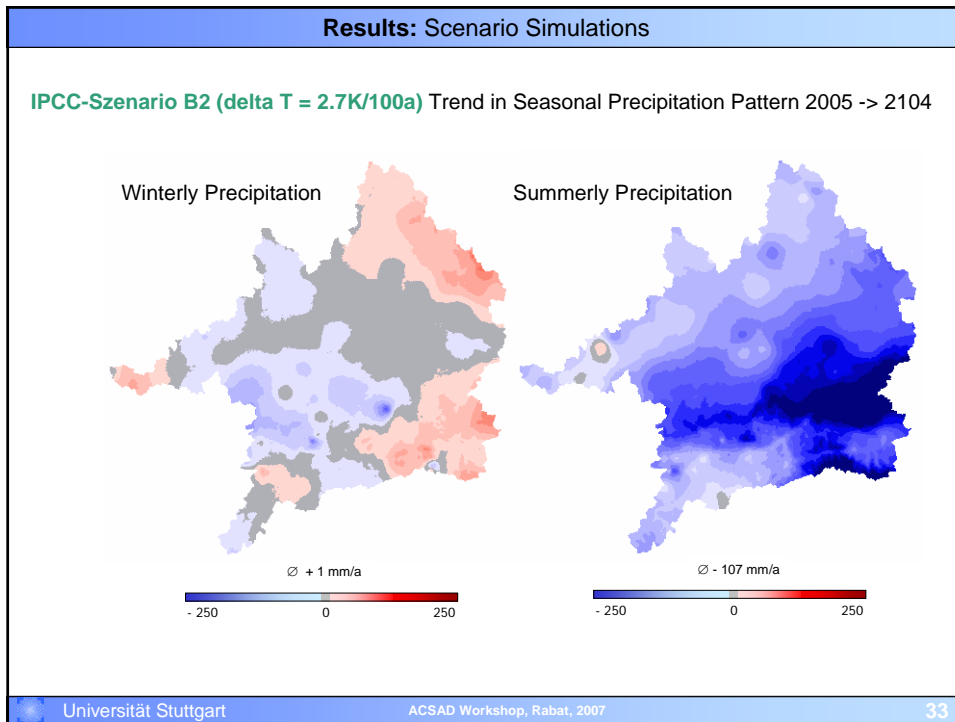 Results: Scenario Simulations
IPCC-Szenario B2 (delta T = 2.7K/100a) Trend in Seasonal Precipitation Pattern 2005 -> 2104
Winterly Precipitation
Summerly Precipitation
∅ + 1 mm/a
- 250 0 250
∅ - 107 mm/a
- 250 0 250
Universität Stuttgart ACSAD Workshop, Rabat, 2007 33